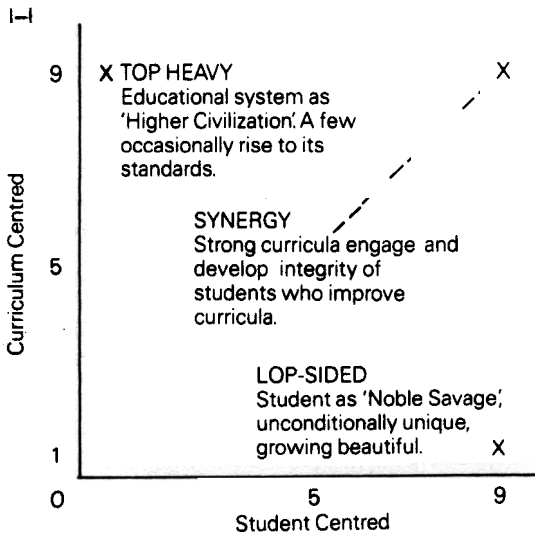 9
X TOP HEAVY
Educational system as
'Higher Civilization'. A few
occasionally rise to its
standards.
X
Curriculum Centred
5
SYNERGY
Strong curricula engage and
develop integrity of
students who improve
curricula.
LOP-SIDED
Student as 'Noble Savage',
unconditionally unique,
growing beautiful.
X
1
0
5
9
Student Centred